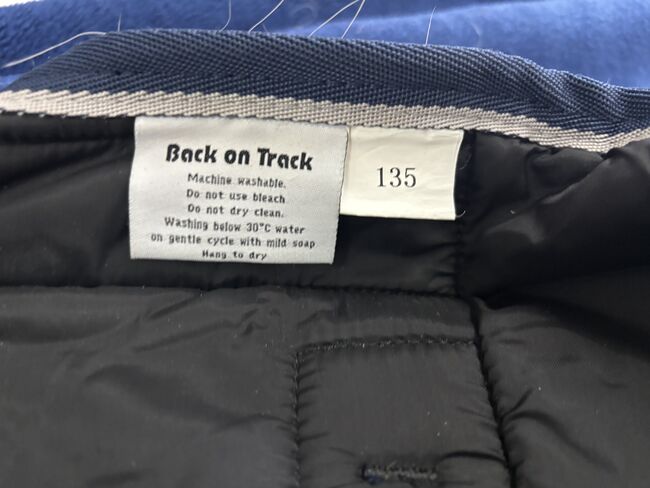 Back on Track
Machine washable.
Do not use bleach
Do not dry clean.
Washing below 30°C water
on gentle cycle with mild soap
Hang to dry
135